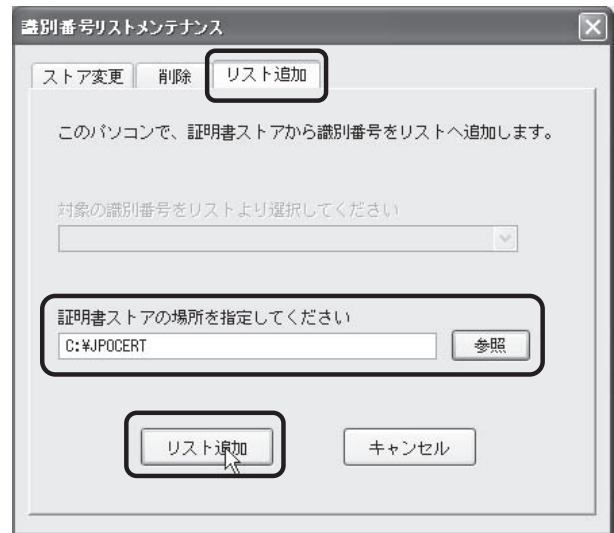 識別番号リストメンテナンス
ストア変更 削除 リスト追加
このパソコンで、証明書ストアから識別番号をリストへ追加します。
対象の識別番号をリストより選択してください
証明書ストアの場所を指定してください
C:¥JPOCERT 参照
リスト追加 キャンセル